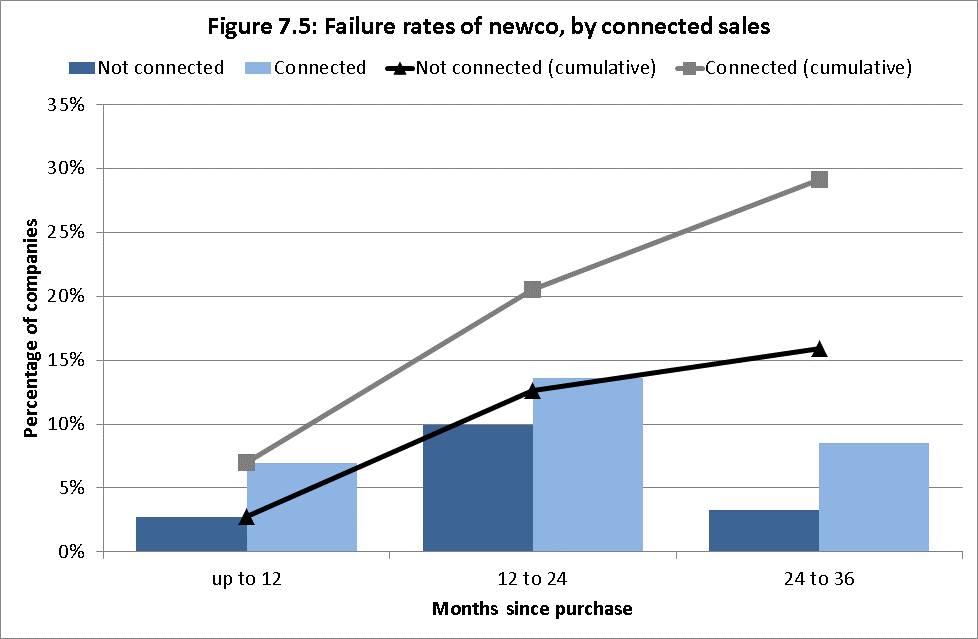 Figure 7.5: Failure rates of newco, by connected sales
Not connected Connected Not connected (cumulative) Connected (cumulative)
35%
30%
25%
20%
15%
10%
5%
0%
Percentage of companies
up to 12 12 to 24 24 to 36
Months since purchase